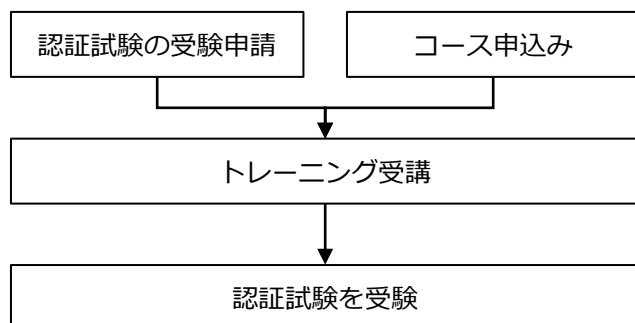 認証試験の受験申請
コース申込み
トレーニング受講
認証試験を受験